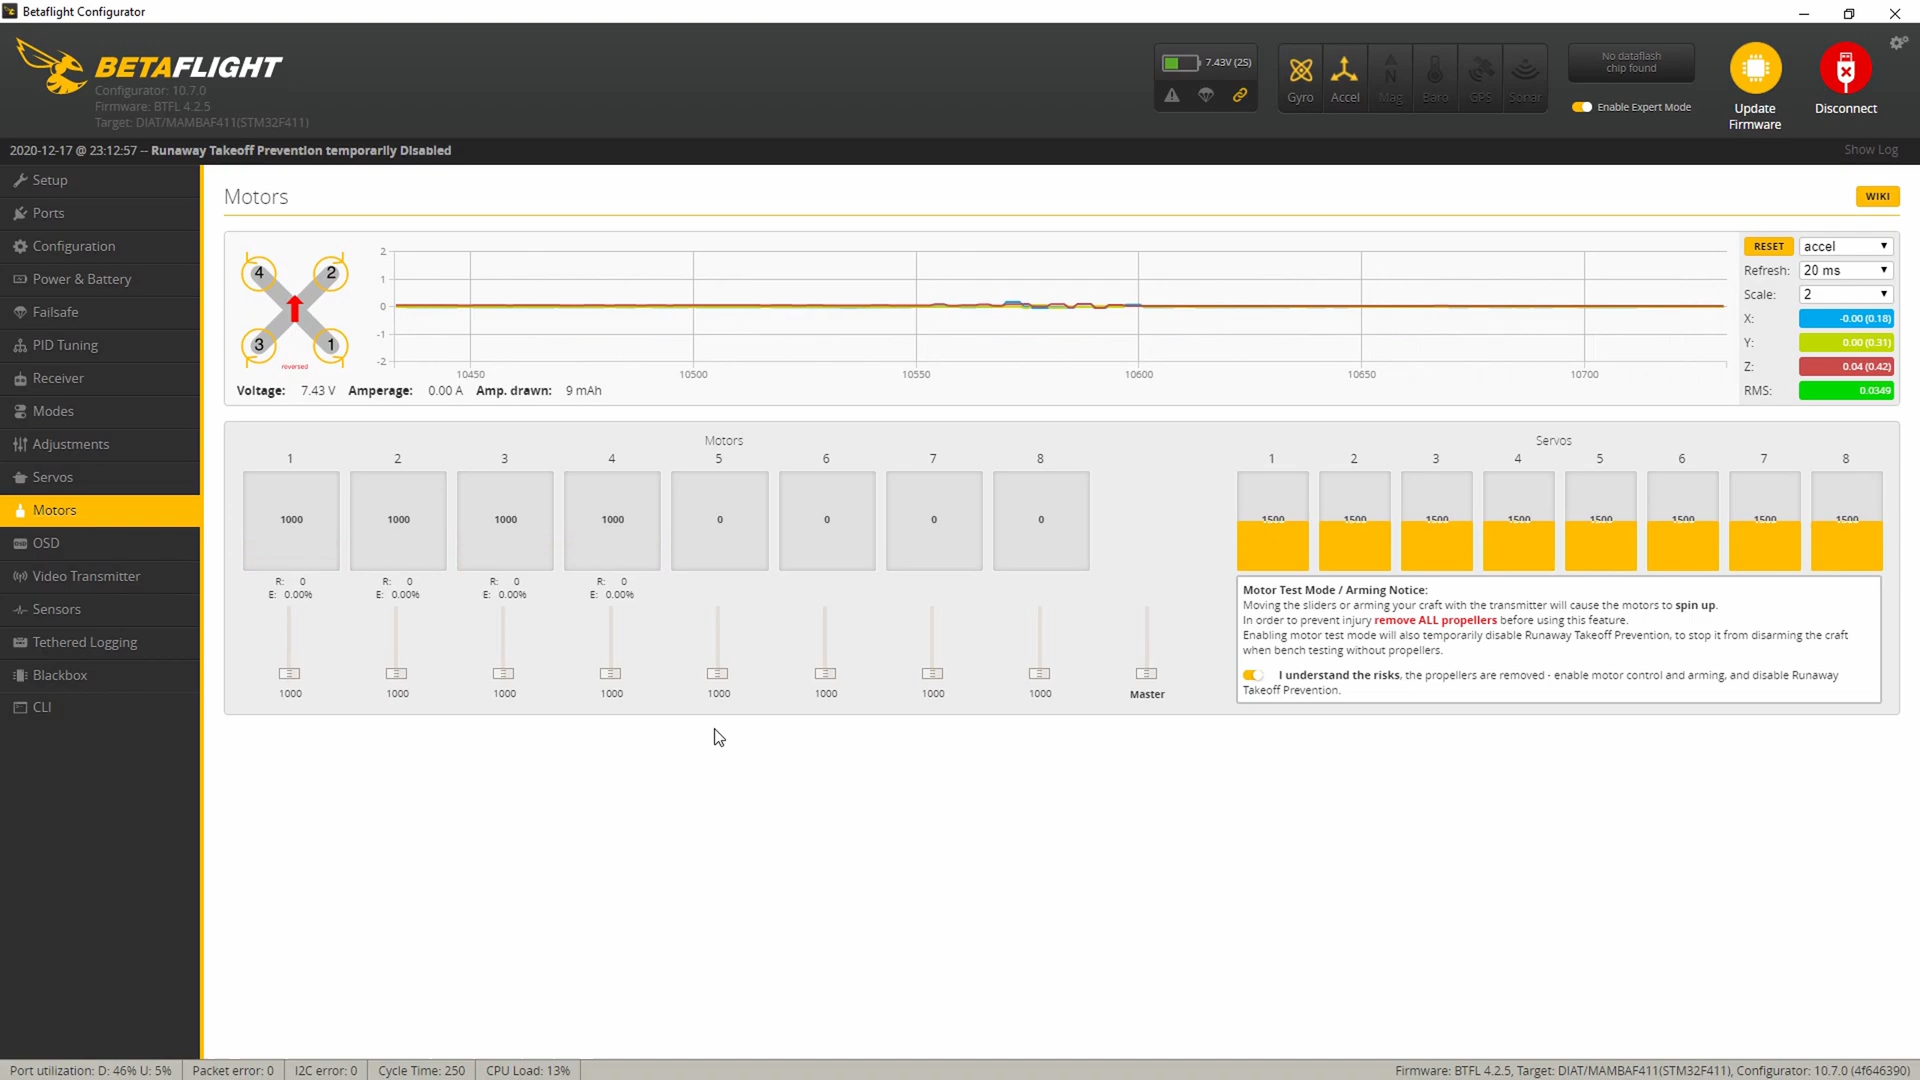 Betaflight Configurator
BETAFLIGHT
Configurator: 10.7.0
Firmware: BTFL 4.2.5
Target: DIAT/MAMBAF411(STM32F411)
7.43V (2S)
Gyro
Accel
Mag
Baro
GPS
Sonar
No dataflash
chip found
Enable Expert Mode
Update
Firmware
Disconnect
2020-12-17 @ 23:12:57 -- Runaway Takeoff Prevention temporarily Disabled
Show Log
Setup
Ports
Configuration
Power & Battery
Failsafe
PID Tuning
Receiver
Modes
Adjustments
Servos
Motors
OSD
Video Transmitter
Sensors
Tethered Logging
Blackbox
CLI
Motors
WIKI
4
2
3
1
reversed
2
1
0
-1
-2
10450
10500
10550
10600
10650
10700
RESET
accel
Refresh: 20 ms
Scale: 2
X: -0.00 (0.18)
Y: 0.00 (0.31)
Z: 0.04 (0.42)
RMS: 0.0349
Voltage: 7.43 V Amperage: 0.00 A Amp. drawn: 9 mAh
Motors
1 2 3 4 5 6 7 8
1000 1000 1000 1000 0 0 0 0
R: 0 R: 0 R: 0 R: 0
E: 0.00% E: 0.00% E: 0.00% E: 0.00%
1000 1000 1000 1000 1000 1000 1000 1000 Master
Servos
1 2 3 4 5 6 7 8
1500 1500 1500 1500 1500 1500 1500 1500
Motor Test Mode / Arming Notice:
Moving the sliders or arming your craft with the transmitter will cause the motors to spin up.
In order to prevent injury remove ALL propellers before using this feature.
Enabling motor test mode will also temporarily disable Runaway Takeoff Prevention, to stop it from disarming the craft
when bench testing without propellers.
I understand the risks, the propellers are removed - enable motor control and arming, and disable Runaway
Takeoff Prevention.
Port utilization: D: 46% U: 5%
Packet error: 0
I2C error: 0
Cycle Time: 250
CPU Load: 13%
Firmware: BTFL 4.2.5, Target: DIAT/MAMBAF411(STM32F411), Configurator: 10.7.0 (4f646390)